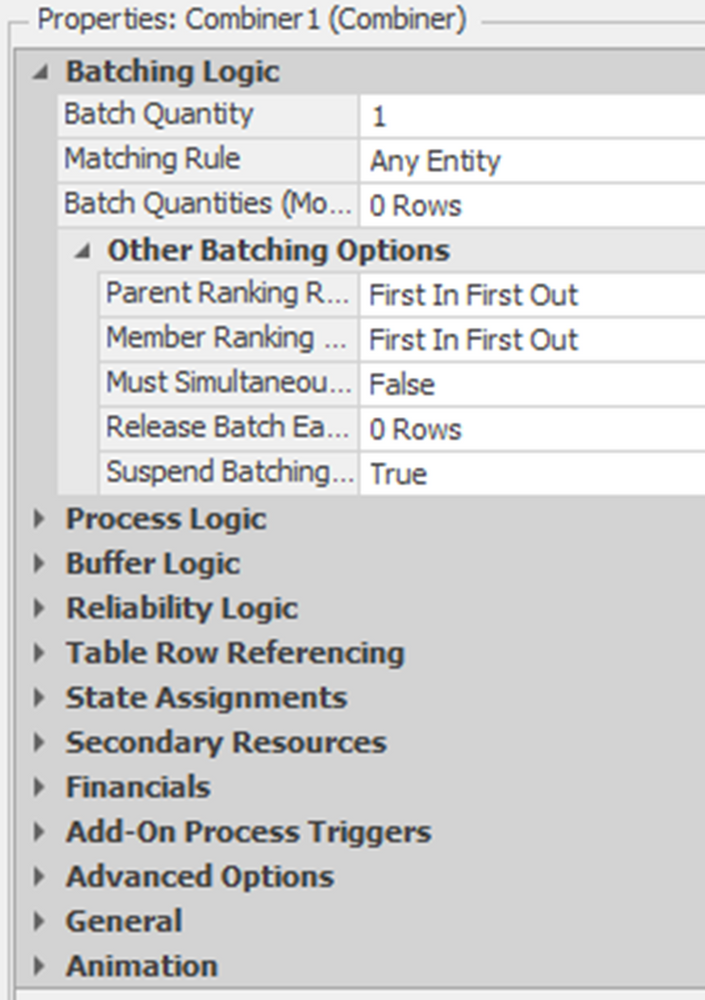 Properties: Combiner1 (Combiner)
Batching Logic
Batch Quantity 1
Matching Rule Any Entity
Batch Quantities (Mo... 0 Rows
Other Batching Options
Parent Ranking R... First In First Out
Member Ranking ... First In First Out
Must Simultaneou... False
Release Batch Ea... 0 Rows
Suspend Batching... True
Process Logic
Buffer Logic
Reliability Logic
Table Row Referencing
State Assignments
Secondary Resources
Financials
Add-On Process Triggers
Advanced Options
General
Animation